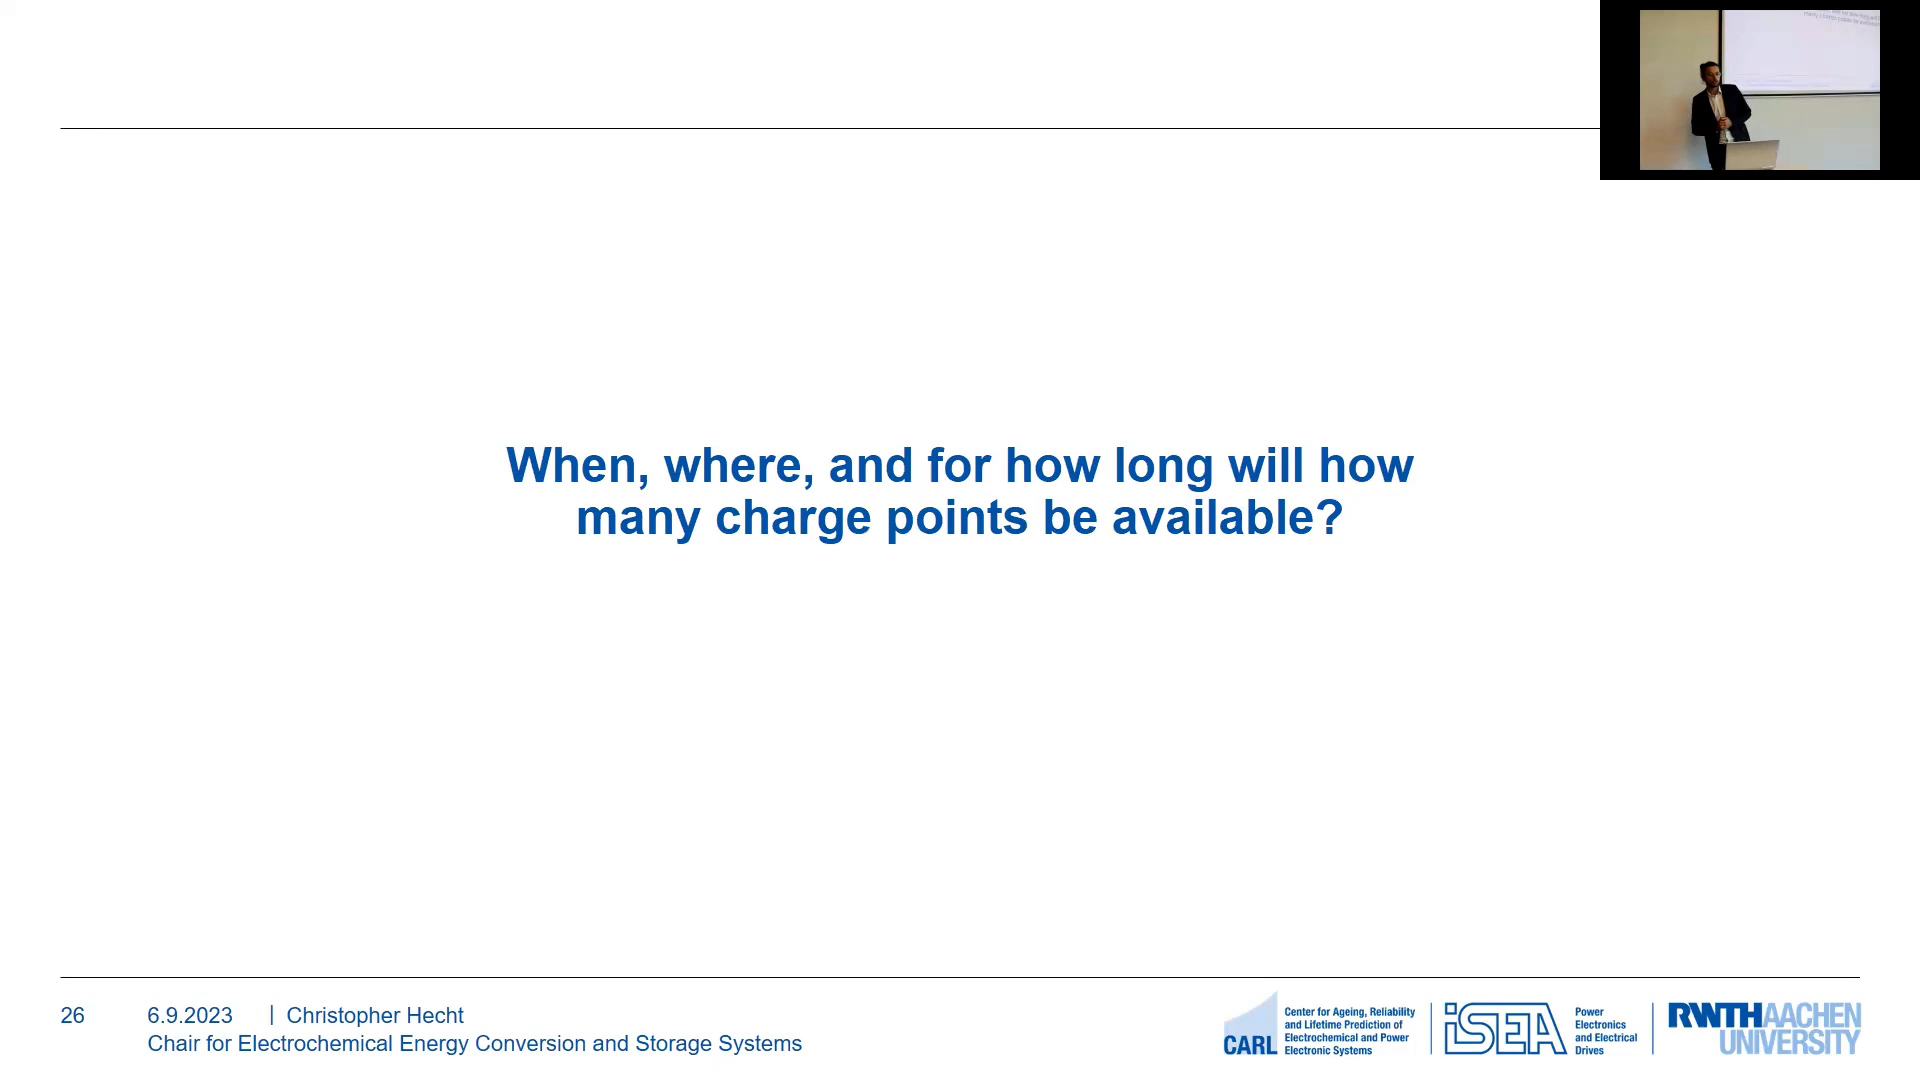 When, where, and for how long will how
many charge points be available?
26 6.9.2023 | Christopher Hecht
Chair for Electrochemical Energy Conversion and Storage Systems
CARL
Center for Ageing, Reliability
and Lifetime Prediction of
Electrochemical and Power
Electronic Systems
iSEA
Power
Electronics
and Electrical
Drives
RWTHAACHEN
UNIVERSITY